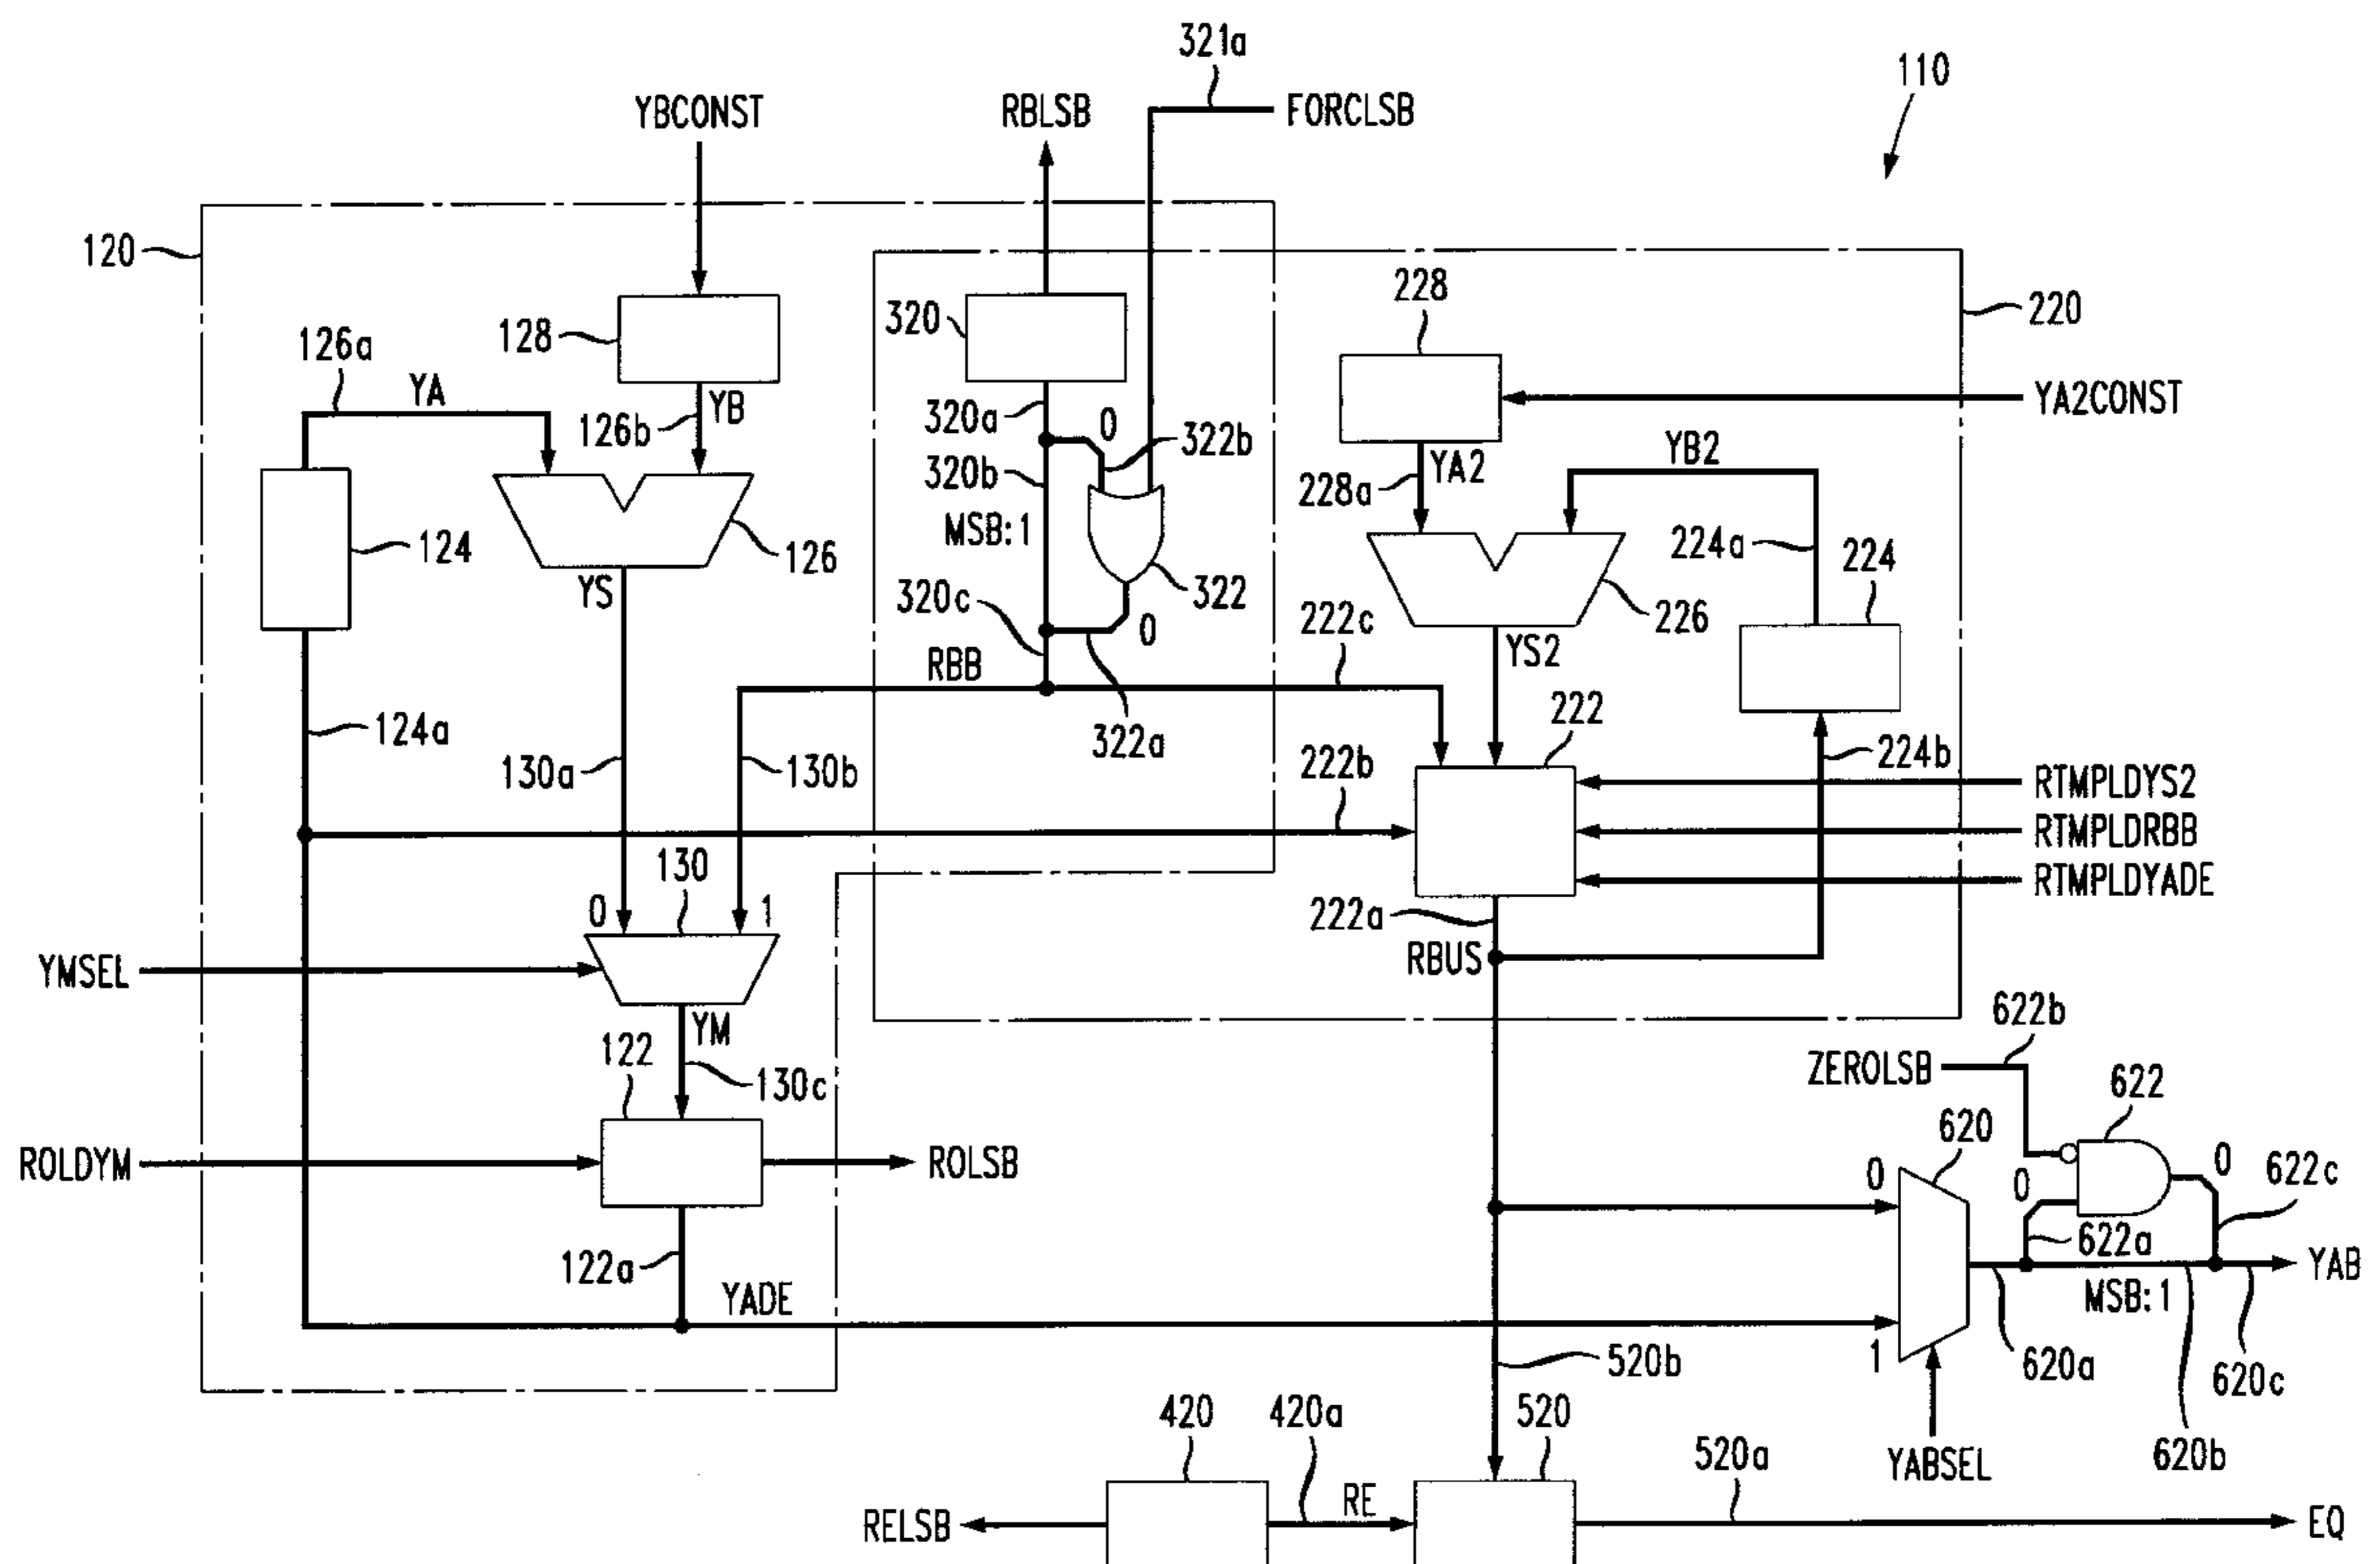 321a
110
YBCONST
RBLSB
FORCLSB
120
228
220
320
126a
128
YA
YB
126b
320a
0
322b
YA2CONST
YB2
YA2
228a
320b
MSB:1
224a
224
124
126
YS
320c
322
0
222c
226
YS2
RBB
222
124a
322a
130a
130b
222b
224b
RTMPLDYS2
RTMPLDRBB
RTMPLDYADE
130
0
1
222a
RBUS
YMSEL
YM
622b
122
130c
ZEROLSB
622
620
ROLDYM
ROLSB
0
0
0
622c
122a
622a
YAB
YADE
MSB:1
520b
1
620a
620c
420
420a
520
520a
YABSEL
620b
RELSB
RE
EQ